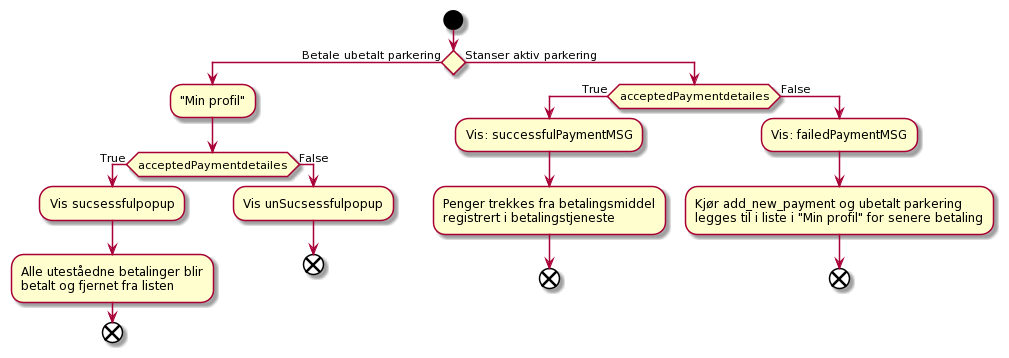 Betale ubetalt parkering
Stanser aktiv parkering
"Min profil"
True
acceptedPaymentdetailes
False
Vis sucsessfulpopup
Vis unSucsessfulpopup
Alle uteståedne betalinger blir
betalt og fjernet fra listen
True
acceptedPaymentdetailes
False
Vis: successfulPaymentMSG
Vis: failedPaymentMSG
Penger trekkes fra betalingsmiddel
registrert i betalingstjeneste
Kjør add_new_payment og ubetalt parkering
legges til i liste i "Min profil" for senere betaling